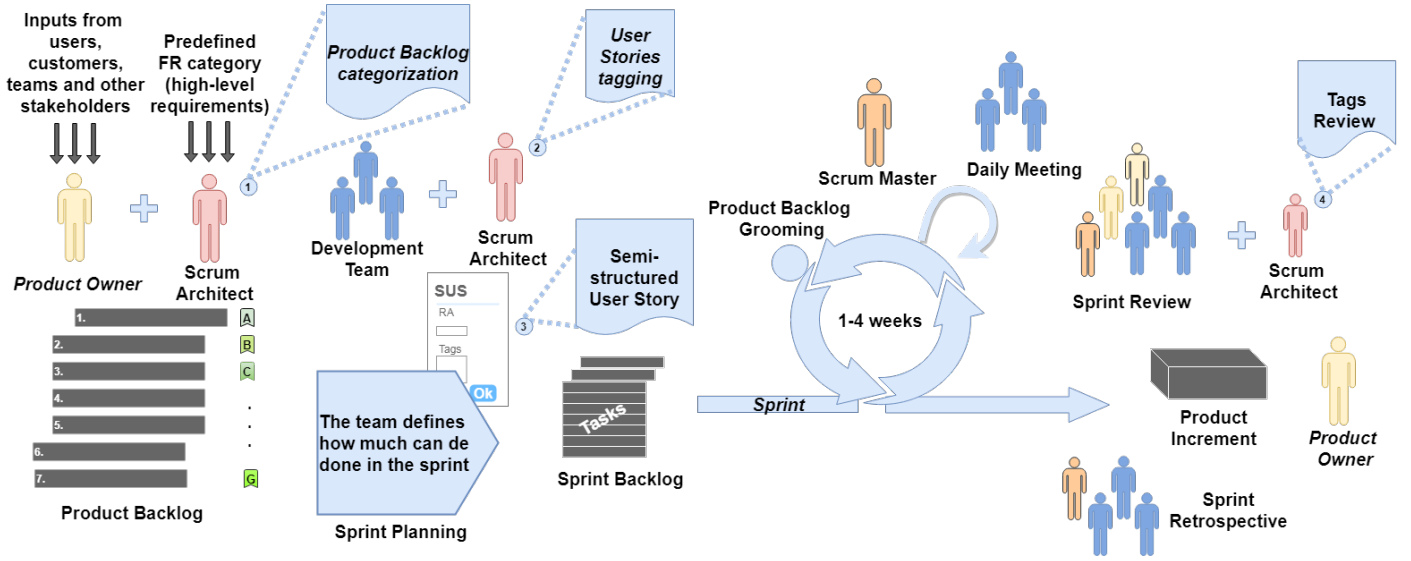 Inputs from
users,
customers,
teams and other
stakeholders
Predefined
FR category
(high-level
requirements)
Product Backlog
categorization
1
Product Owner
Scrum
Architect
1.
A
2.
B
3.
C
4.
.
5.
.
6.
.
7.
G
Product Backlog
User
Stories
tagging
2
Development
Team
Scrum
Architect
SUS
RA
Tags
Ok
Semi-
structured
User Story
3
The team defines
how much can de
done in the sprint
Sprint Planning
Tasks
Sprint Backlog
Scrum Master
Daily Meeting
Product Backlog
Grooming
1-4 weeks
Sprint
Tags
Review
4
Sprint Review
Scrum
Architect
Product
Increment
Product
Owner
Sprint
Retrospective